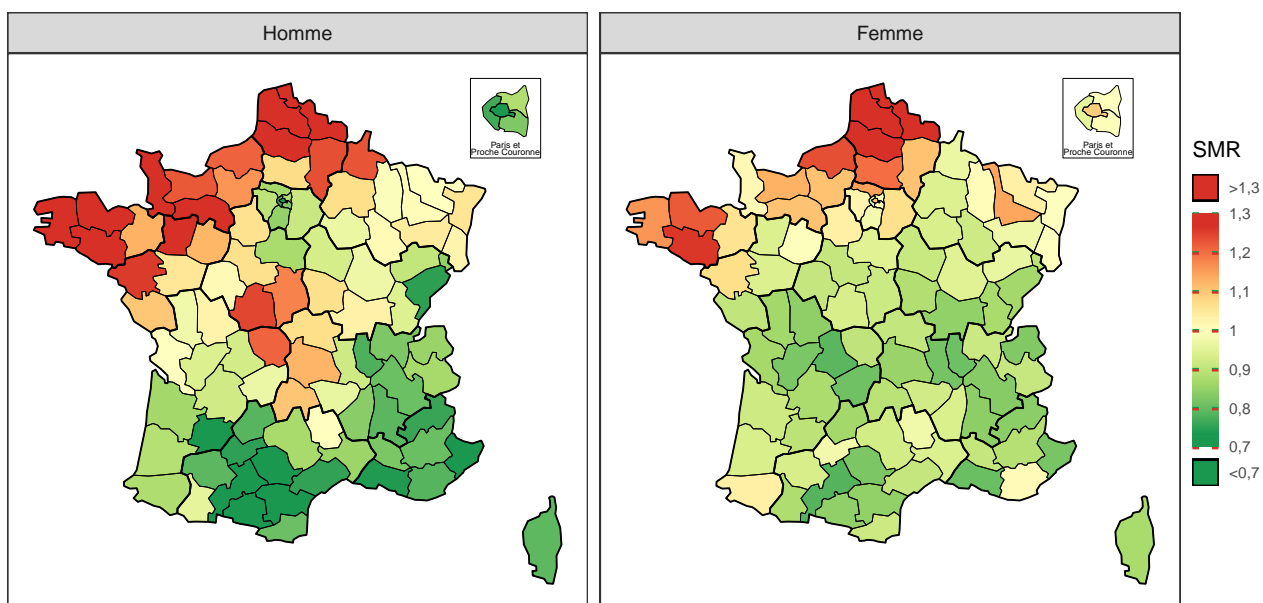 Homme
Femme
Paris et
Proche Couronne
Paris et
Proche Couronne
SMR
>1,3
1,3
1,2
1,1
1
0,9
0,8
0,7
<0,7